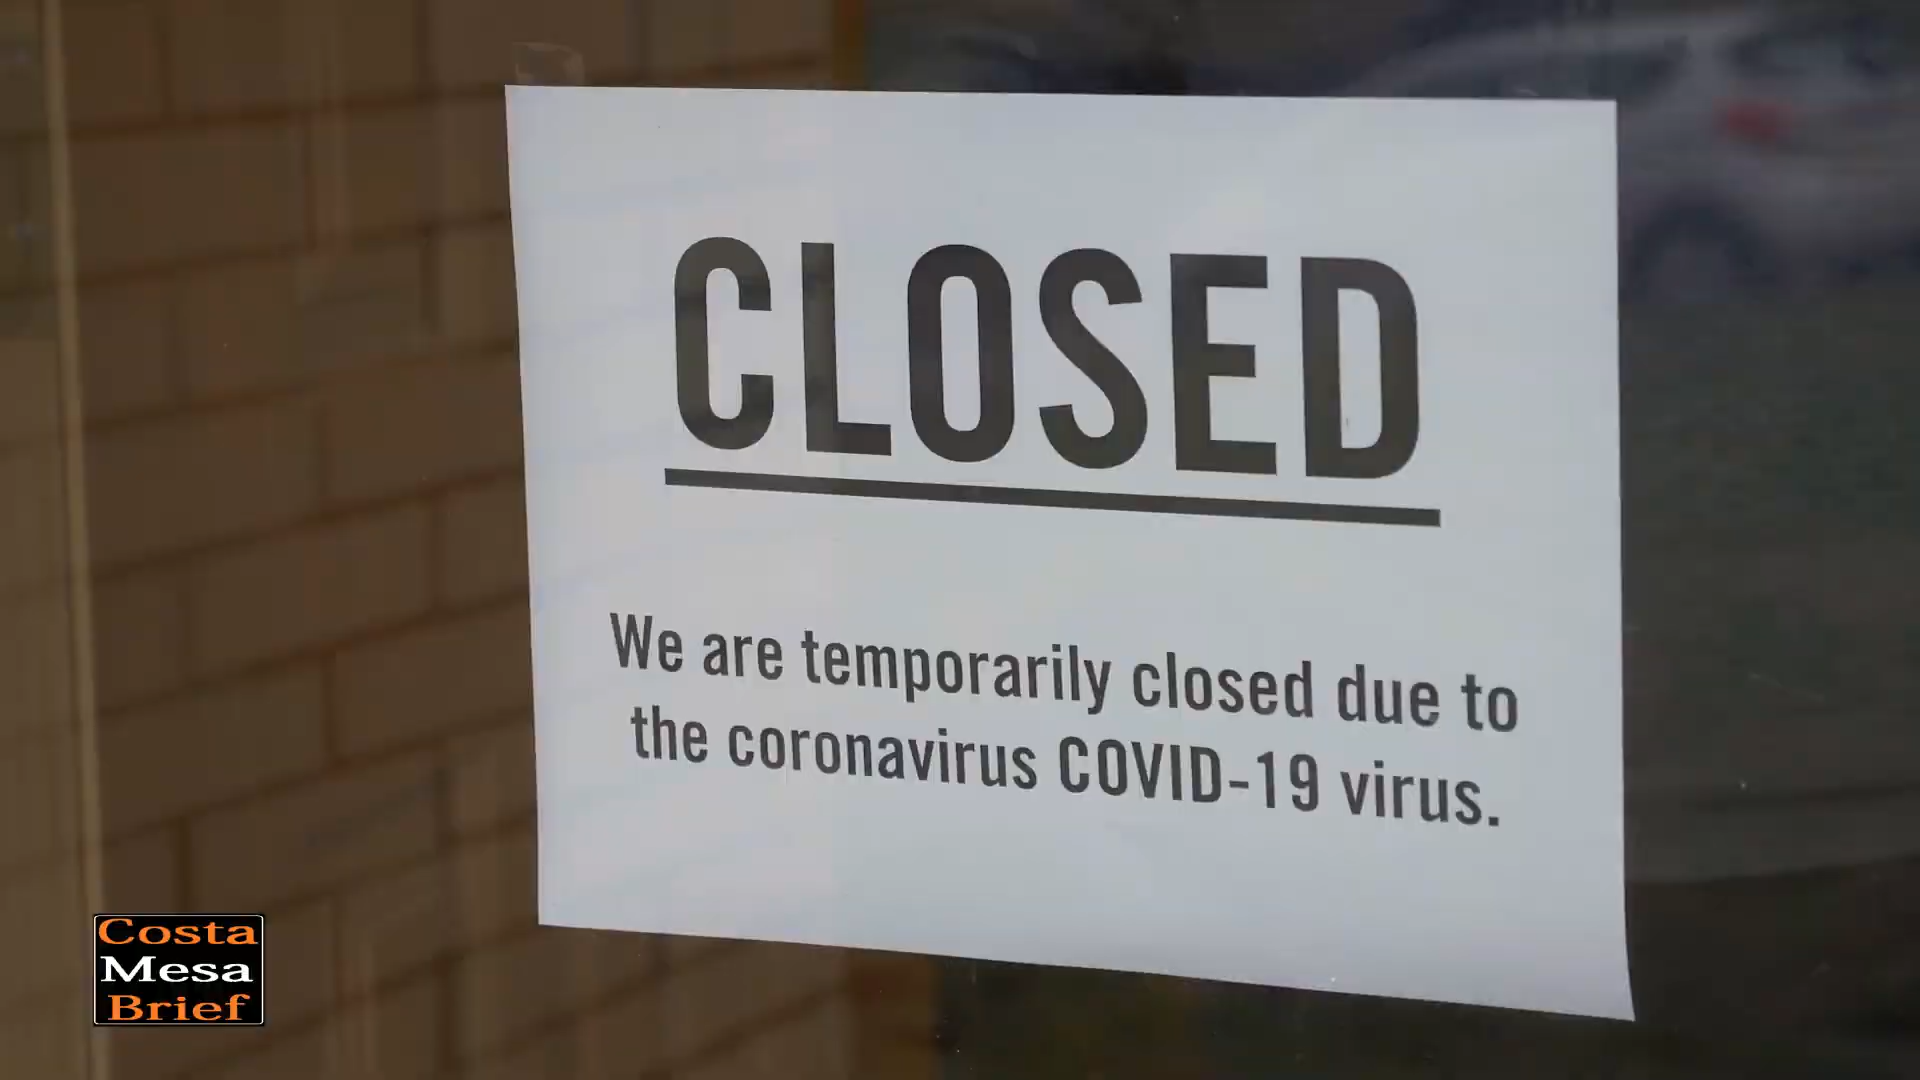 CLOSED
We are temporarily closed due to
the coronavirus COVID-19 virus.
Costa
Mesa
Brief